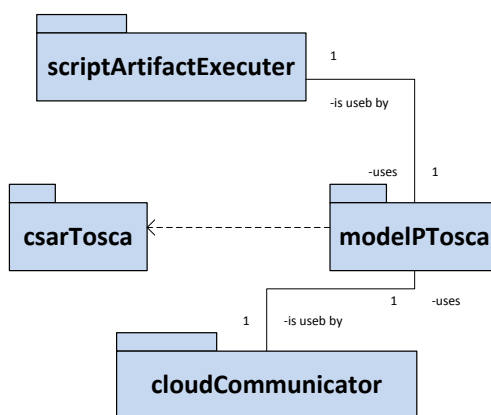 scriptArtifactExecuter
1
-is useb by
-uses
1
csarTosca
modelPTosca
1
-uses
1
-is useb by
cloudCommunicator